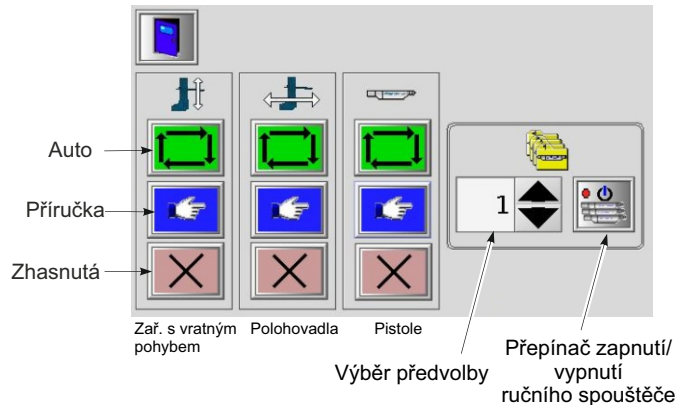 Auto
Příručka
Zhasnutá
1
Zař. s vratným
pohybem
Polohovadla
Pistole
Výběr předvolby
Přepínač zapnutí/
vypnutí
ručního spouštěče